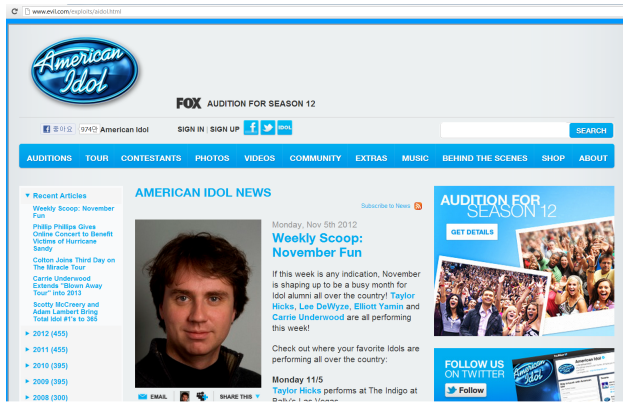 www.evil.com/exploits/aidol.html
American
Idol
FOX AUDITION FOR SEASON 12
좋아요 974만 American Idol SIGN IN | SIGN UP IDOL SEARCH
AUDITIONS TOUR CONTESTANTS PHOTOS VIDEOS COMMUNITY EXTRAS MUSIC BEHIND THE SCENES SHOP ABOUT
Recent Articles
Weekly Scoop: November
Fun
Phillip Phillips Gives
Online Concert to Benefit
Victims of Hurricane
Sandy
Colton Joins Third Day on
The Miracle Tour
Carrie Underwood
Extends "Blown Away
Tour" into 2013
Scotty McCreery and
Adam Lambert Bring
Total Idol #1's to 365
2012 (455)
2011 (455)
2010 (395)
2009 (395)
2008 (300)
AMERICAN IDOL NEWS
Subscribe to News
Monday, Nov 5th 2012
Weekly Scoop:
November Fun
If this week is any indication, November
is shaping up to be a busy month for
Idol alumni all over the country! Taylor
Hicks, Lee DeWyze, Elliott Yamin and
Carrie Underwood are all performing
this week!
Check out where your favorite Idols are
performing all over the country:
Monday 11/5
Taylor Hicks performs at The Indigo at
Bally's Las Vegas
EMAIL SHARE THIS
AUDITION FOR
SEASON 12
GET DETAILS
FOLLOW US
ON TWITTER
Follow
American
Idol